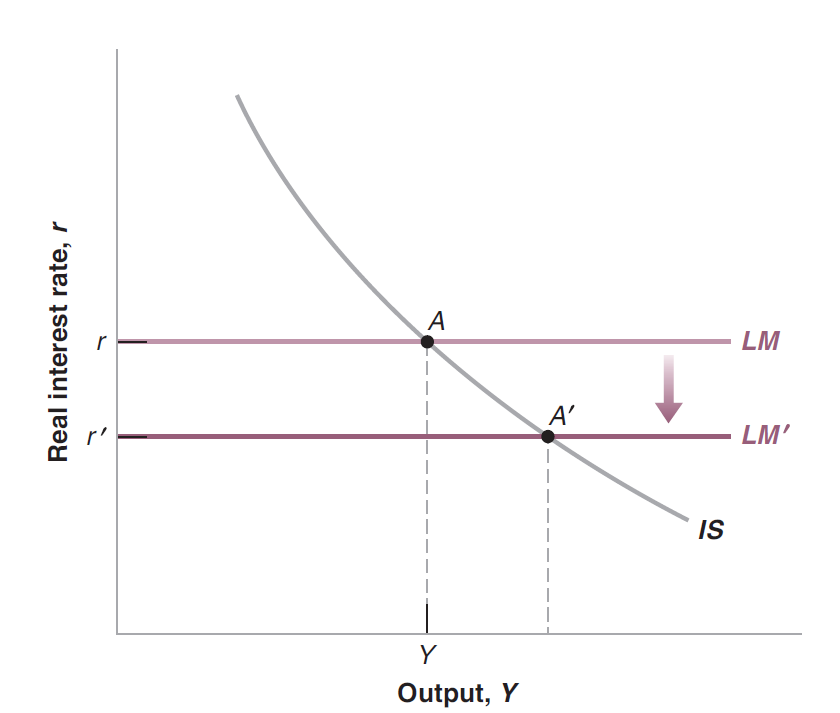 Real interest rate, r
A
r
LM
A′
r′
LM′
IS
Y
Output, Y